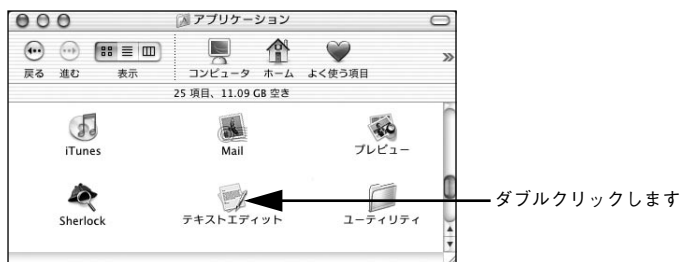 アプリケーション
戻る 進む 表示 コンピュータ ホーム よく使う項目 »
25 項目、11.09 GB 空き
iTunes Mail プレビュー
Sherlock テキストエディット ユーティリティ
ダブルクリックします